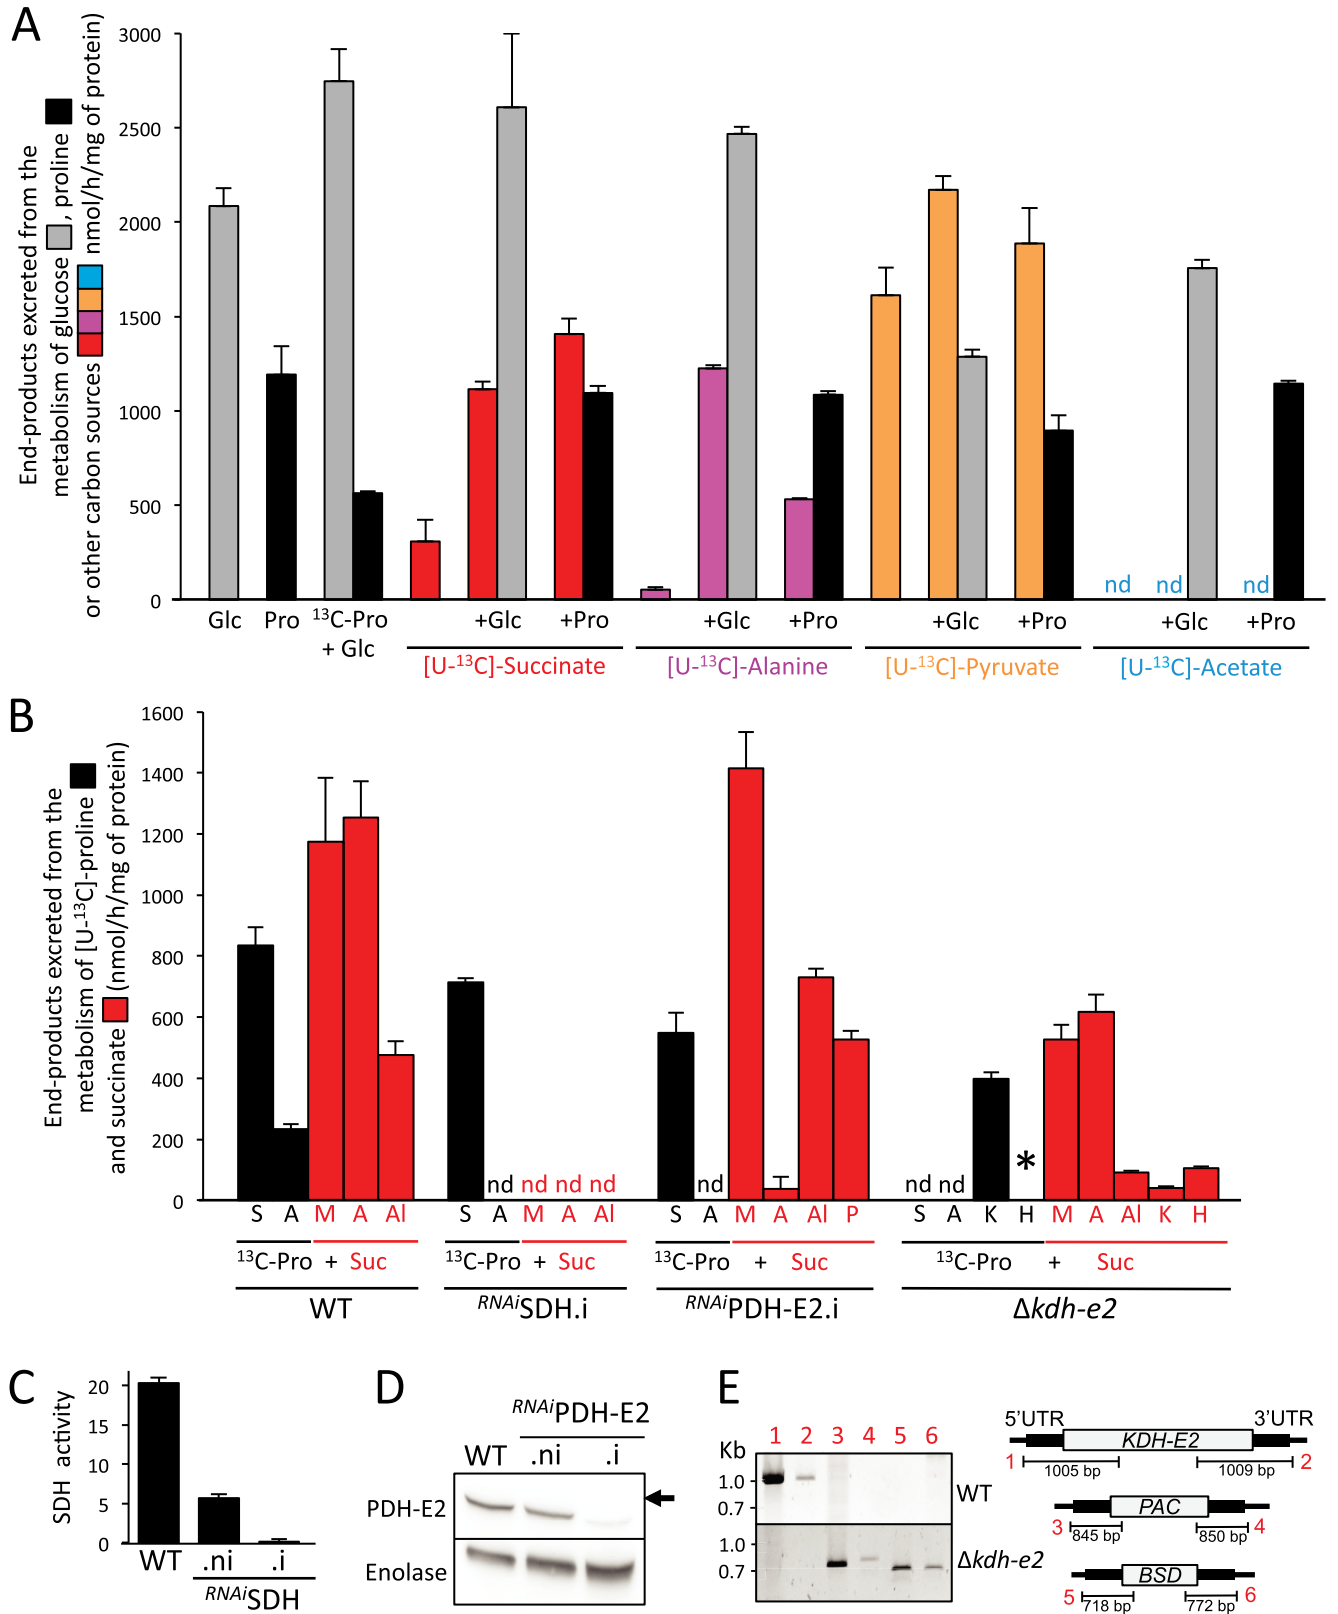 A
End-products excreted from the
metabolism of glucose , proline
or other carbon sources nmol/h/mg of protein)
3000
2500
2000
1500
1000
500
0
nd nd nd
Glc Pro ¹³C-Pro + Glc +Glc +Pro +Glc +Pro +Glc +Pro +Glc +Pro
[U-¹³C]-Succinate [U-¹³C]-Alanine [U-¹³C]-Pyruvate [U-¹³C]-Acetate
B
End-products excreted from the
metabolism of [U-¹³C]-proline
and succinate (nmol/h/mg of protein)
1600
1400
1200
1000
800
600
400
200
0
nd nd nd nd nd nd nd *
S A M A Al S A M A Al S A M A Al P S A K H M A Al K H
¹³C-Pro + Suc ¹³C-Pro + Suc ¹³C-Pro + Suc ¹³C-Pro + Suc
WT RNAiSDH.i RNAiPDH-E2.i Δkdh-e2
C
SDH activity
20
15
10
5
0
WT .ni .i
RNAiSDH
D
RNAiPDH-E2
WT .ni .i
PDH-E2
Enolase
E
1 2 3 4 5 6
Kb
1.0
0.7
WT
1.0
0.7
Δkdh-e2
5'UTR 3'UTR
KDH-E2
1 1005 bp 1009 bp 2
PAC
3 845 bp 850 bp 4
BSD
5 718 bp 772 bp 6